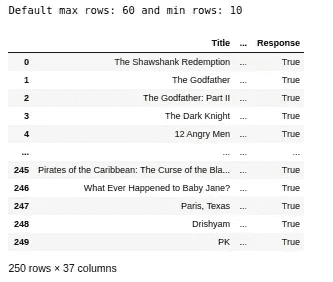 Default max rows: 60 and min rows: 10
Title ... Response
0 The Shawshank Redemption ... True
1 The Godfather ... True
2 The Godfather: Part II ... True
3 The Dark Knight ... True
4 12 Angry Men ... True
... ... ... ...
245 Pirates of the Caribbean: The Curse of the Bla... ... True
246 What Ever Happened to Baby Jane? ... True
247 Paris, Texas ... True
248 Drishyam ... True
249 PK ... True
250 rows × 37 columns